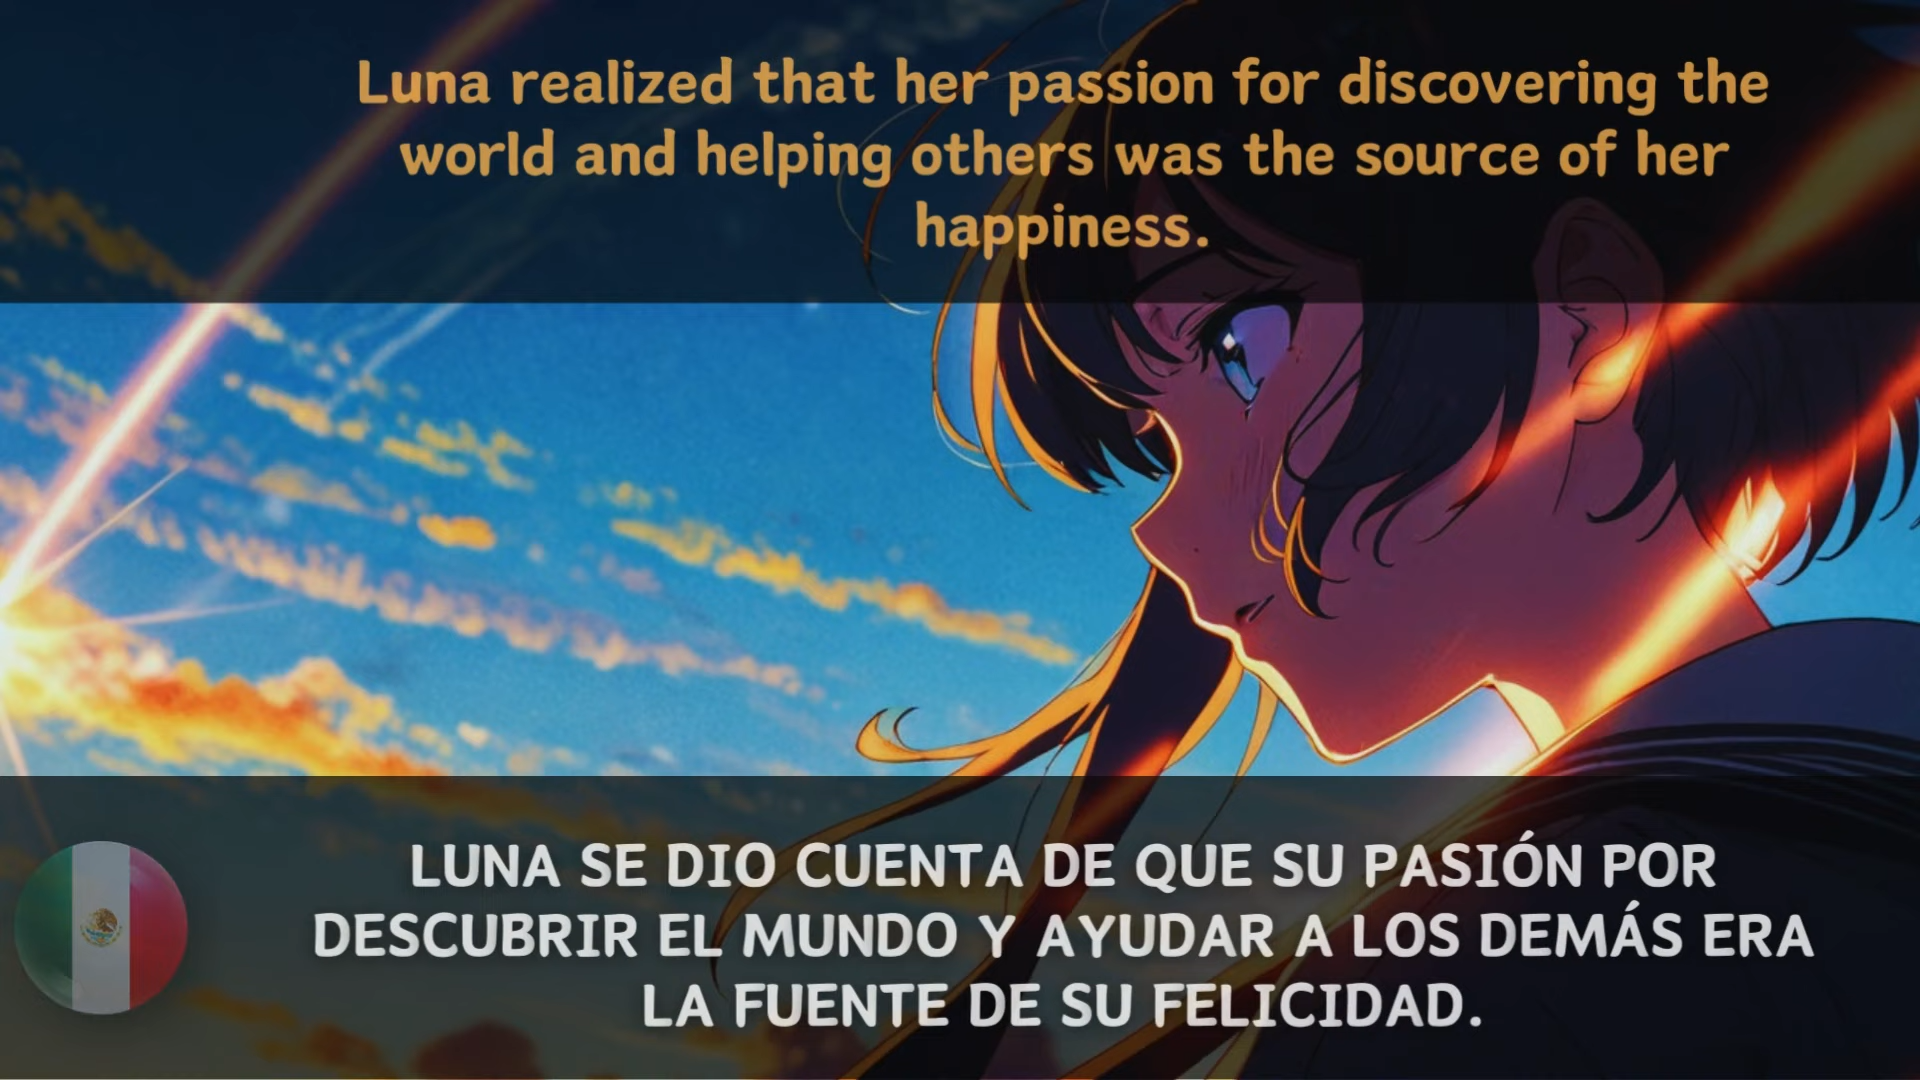 Luna realized that her passion for discovering the
world and helping others was the source of her
happiness.
LUNA SE DIO CUENTA DE QUE SU PASIÓN POR
DESCUBRIR EL MUNDO Y AYUDAR A LOS DEMÁS ERA
LA FUENTE DE SU FELICIDAD.